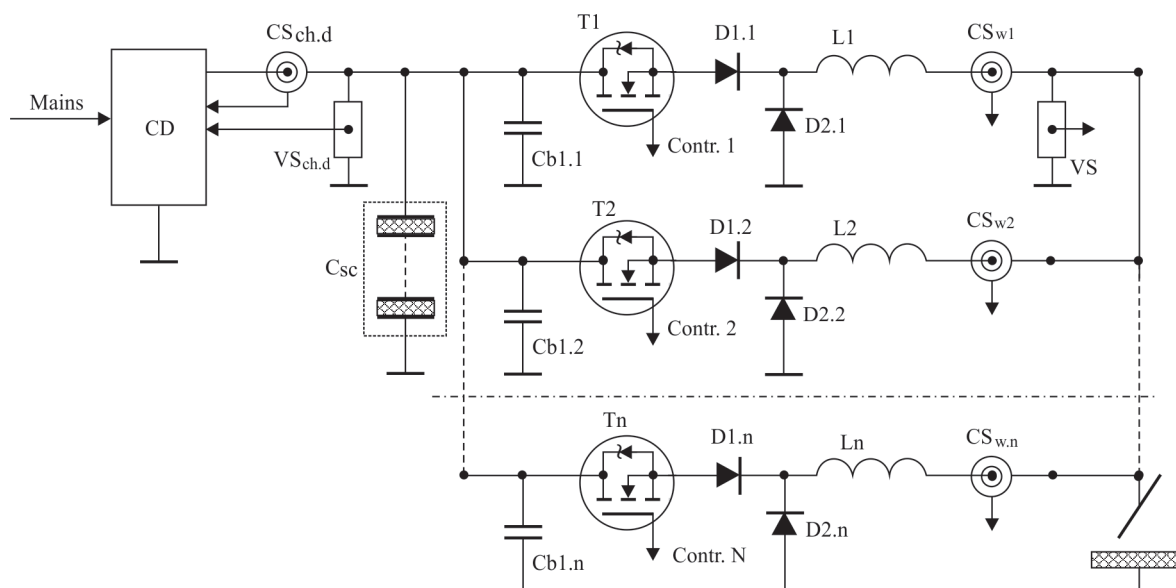 CSch.d
T1
D1.1
L1
CSw1
Mains
CD
VSch.d
Cb1.1
Contr. 1
D2.1
VS
T2
D1.2
L2
CSw2
Csc
Cb1.2
Contr. 2
D2.2
Tn
D1.n
Ln
CSw.n
Cb1.n
Contr. N
D2.n